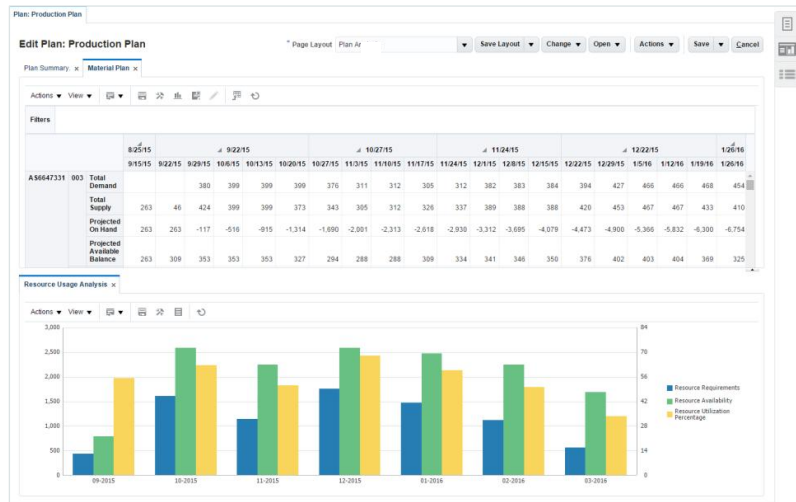 Plan: Production Plan
Edit Plan: Production Plan
* Page Layout Plan Ar
Save Layout Change Open Actions Save Cancel
Plan Summary x Material Plan x
Actions View
Filters
8/25/15 9/22/15 10/27/15 11/24/15 12/22/15 1/26/16
9/15/15 9/22/15 9/29/15 10/6/15 10/13/15 10/20/15 10/27/15 11/3/15 11/10/15 11/17/15 11/24/15 12/1/15 12/8/15 12/15/15 12/22/15 12/29/15 1/5/16 1/12/16 1/19/16 1/26/16
AS6647331 003 Total Demand 380 399 399 399 376 311 312 305 312 382 383 384 394 427 466 466 468 454
Total Supply 263 46 424 399 399 373 343 305 312 326 337 389 388 388 420 453 467 467 433 410
Projected On Hand 263 263 -117 -516 -915 -1,314 -1,690 -2,001 -2,313 -2,618 -2,930 -3,312 -3,695 -4,079 -4,473 -4,900 -5,366 -5,832 -6,300 -6,754
Projected Available Balance 263 309 353 353 353 327 294 288 288 309 334 341 346 350 376 402 403 404 369 325
Resource Usage Analysis x
Actions View
3,000 84
2,500 70
2,000 56
1,500 42
1,000 28
500 14
0 0
09-2015 10-2015 11-2015 12-2015 01-2016 02-2016 03-2016
Resource Requirements
Resource Availability
Resource Utilization
Percentage